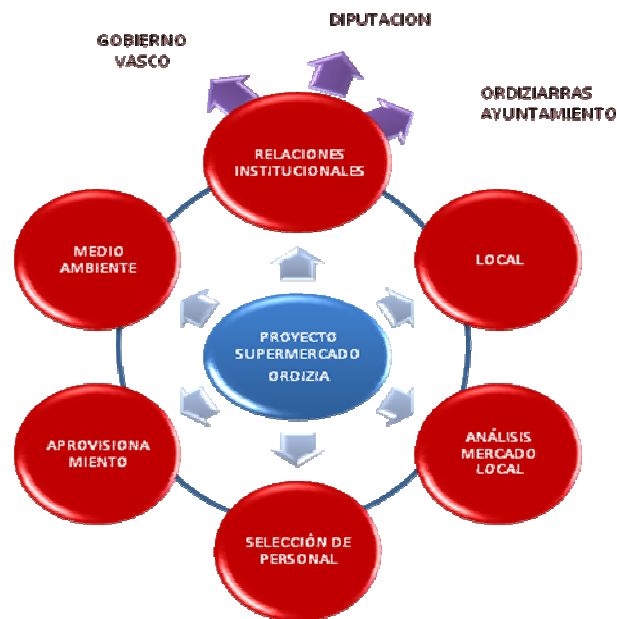 DIPUTACION
GOBIERNO
VASCO
ORDIZIARRAS
AYUNTAMIENTO
RELACIONES
INSTITUCIONALES
MEDIO
AMBIENTE
LOCAL
PROYECTO
SUPERMERCADO
ORDIZIA
APROVISIONA
MIENTO
ANÁLISIS
MERCADO
LOCAL
SELECCIÓN DE
PERSONAL